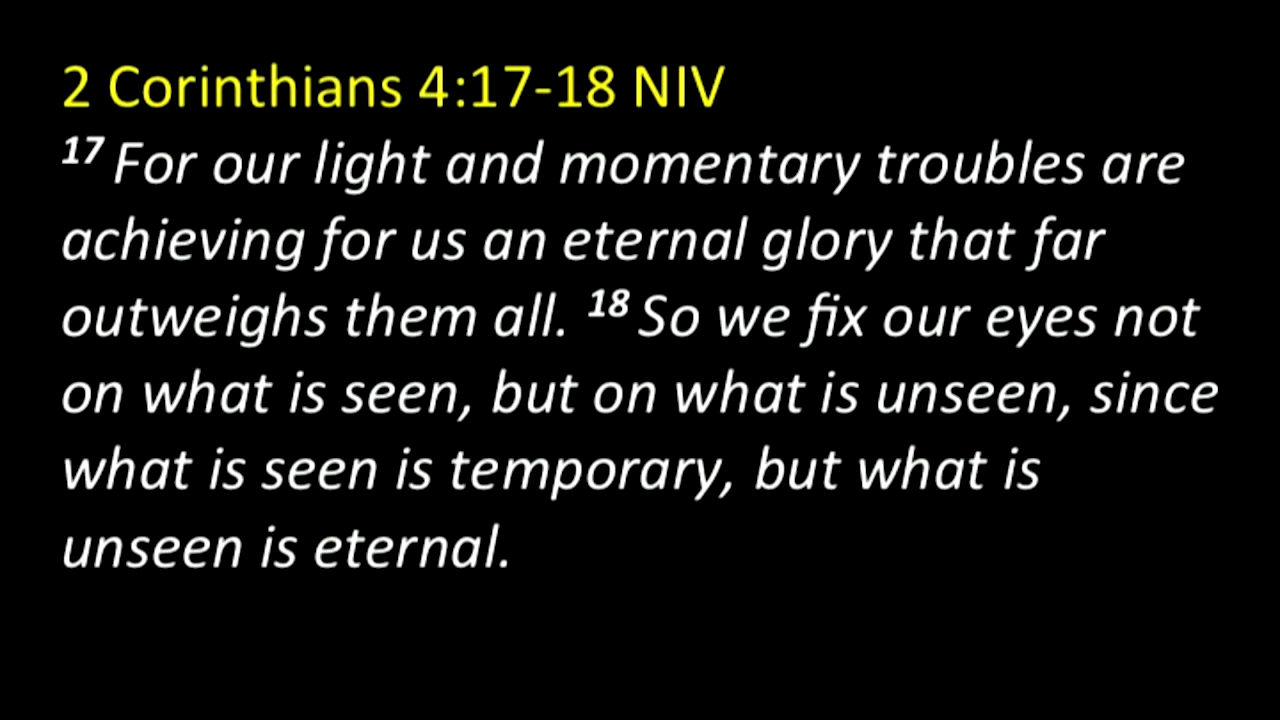 2 Corinthians 4:17-18 NIV
17 For our light and momentary troubles are
achieving for us an eternal glory that far
outweighs them all. 18 So we fix our eyes not
on what is seen, but on what is unseen, since
what is seen is temporary, but what is
unseen is eternal.